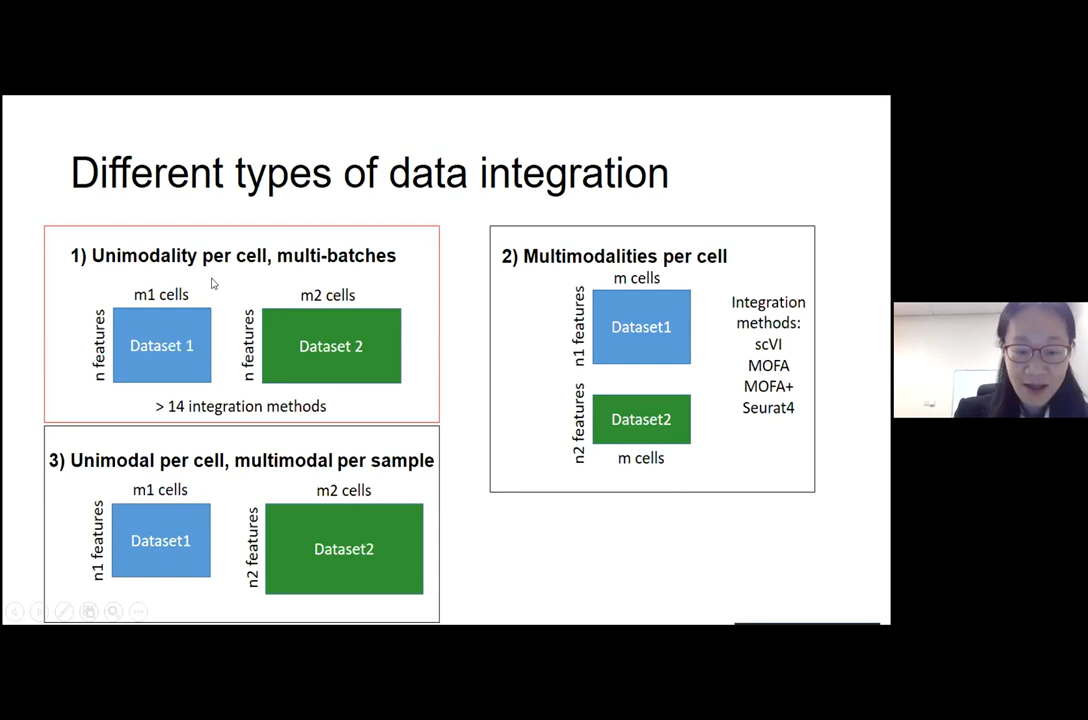 Different types of data integration
1) Unimodality per cell, multi-batches
m1 cells
m2 cells
n features
Dataset 1
n features
Dataset 2
> 14 integration methods
2) Multimodalities per cell
m cells
n1 features
Dataset1
n2 features
Dataset2
m cells
Integration
methods:
scVI
MOFA
MOFA+
Seurat4
3) Unimodal per cell, multimodal per sample
m1 cells
m2 cells
n1 features
Dataset1
n2 features
Dataset2